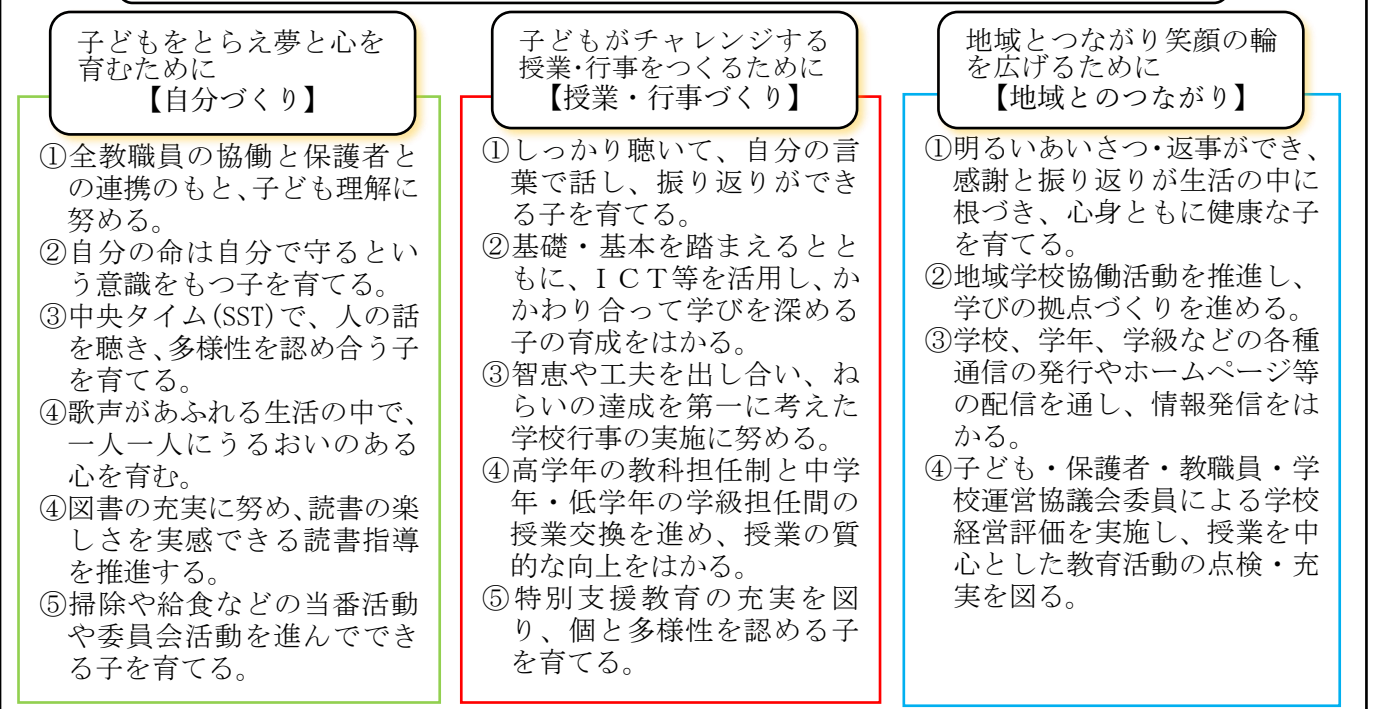 子どもをとらえ夢と心を
育むために
【自分づくり】
①全教職員の協働と保護者と
の連携のもと、子ども理解に
努める。
②自分の命は自分で守るとい
う意識をもつ子を育てる。
③中央タイム(SST)で、人の話
を聴き、多様性を認め合う子
を育てる。
④歌声があふれる生活の中で、
一人一人にうるおいのある
心を育む。
④図書の充実に努め、読書の楽
しさを実感できる読書指導
を推進する。
⑤掃除や給食などの当番活動
や委員会活動を進んででき
る子を育てる。
子どもがチャレンジする
授業・行事をつくるために
【授業・行事づくり】
①しっかり聴いて、自分の言
葉で話し、振り返りができ
る子を育てる。
②基礎・基本を踏まえるとと
もに、ＩＣＴ等を活用し、か
かわり合って学びを深める
子の育成をはかる。
③智恵や工夫を出し合い、ね
らいの達成を第一に考えた
学校行事の実施に努める。
④高学年の教科担任制と中学
年・低学年の学級担任間の
授業交換を進め、授業の質
的な向上をはかる。
⑤特別支援教育の充実を図
り、個と多様性を認める子
を育てる。
地域とつながり笑顔の輪
を広げるために
【地域とのつながり】
①明るいあいさつ・返事ができ、
感謝と振り返りが生活の中に
根づき、心身ともに健康な子
を育てる。
②地域学校協働活動を推進し、
学びの拠点づくりを進める。
③学校、学年、学級などの各種
通信の発行やホームページ等
の配信を通し、情報発信をは
かる。
④子ども・保護者・教職員・学
校運営協議会委員による学校
経営評価を実施し、授業を中
心とした教育活動の点検・充
実を図る。